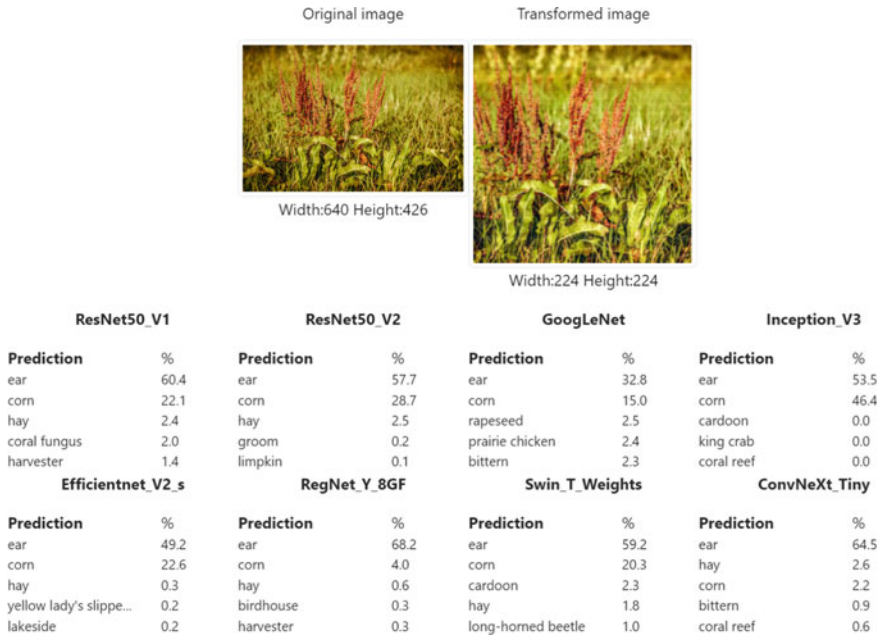 Original image Transformed image
Width:640 Height:426
Width:224 Height:224
ResNet50_V1 ResNet50_V2 GoogLeNet Inception_V3
Prediction % Prediction % Prediction % Prediction %
ear 60.4 ear 57.7 ear 32.8 ear 53.5
corn 22.1 corn 28.7 corn 15.0 corn 46.4
hay 2.4 hay 2.5 rapeseed 2.5 cardoon 0.0
coral fungus 2.0 groom 0.2 prairie chicken 2.4 king crab 0.0
harvester 1.4 limpkin 0.1 bittern 2.3 coral reef 0.0
Efficientnet_V2_s RegNet_Y_8GF Swin_T_Weights ConvNeXt_Tiny
Prediction % Prediction % Prediction % Prediction %
ear 49.2 ear 68.2 ear 59.2 ear 64.5
corn 22.6 corn 4.0 corn 20.3 hay 2.6
hay 0.3 hay 0.6 cardoon 2.3 corn 2.2
yellow lady's slippe... 0.2 birdhouse 0.3 hay 1.8 bittern 0.9
lakeside 0.2 harvester 0.3 long-horned beetle 1.0 coral reef 0.6